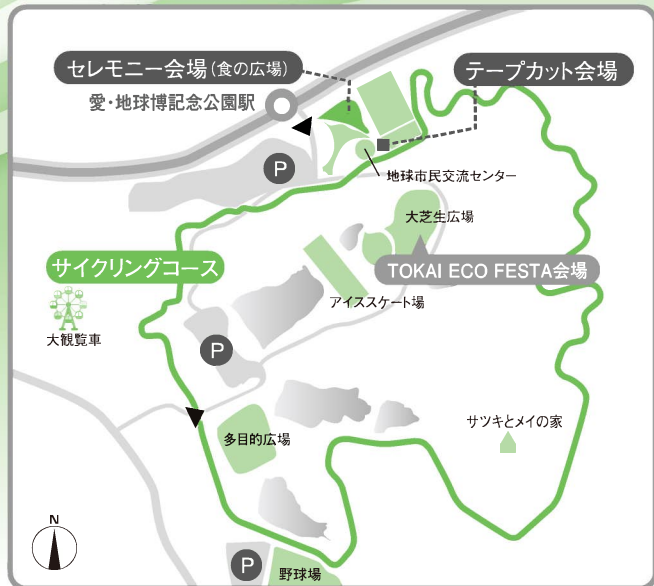 セレモニー会場(食の広場)
テープカット会場
愛・地球博記念公園駅
P
地球市民交流センター
大芝生広場
サイクリングコース
TOKAI ECO FESTA会場
アイススケート場
大観覧車
P
サツキとメイの家
多目的広場
N
P
野球場